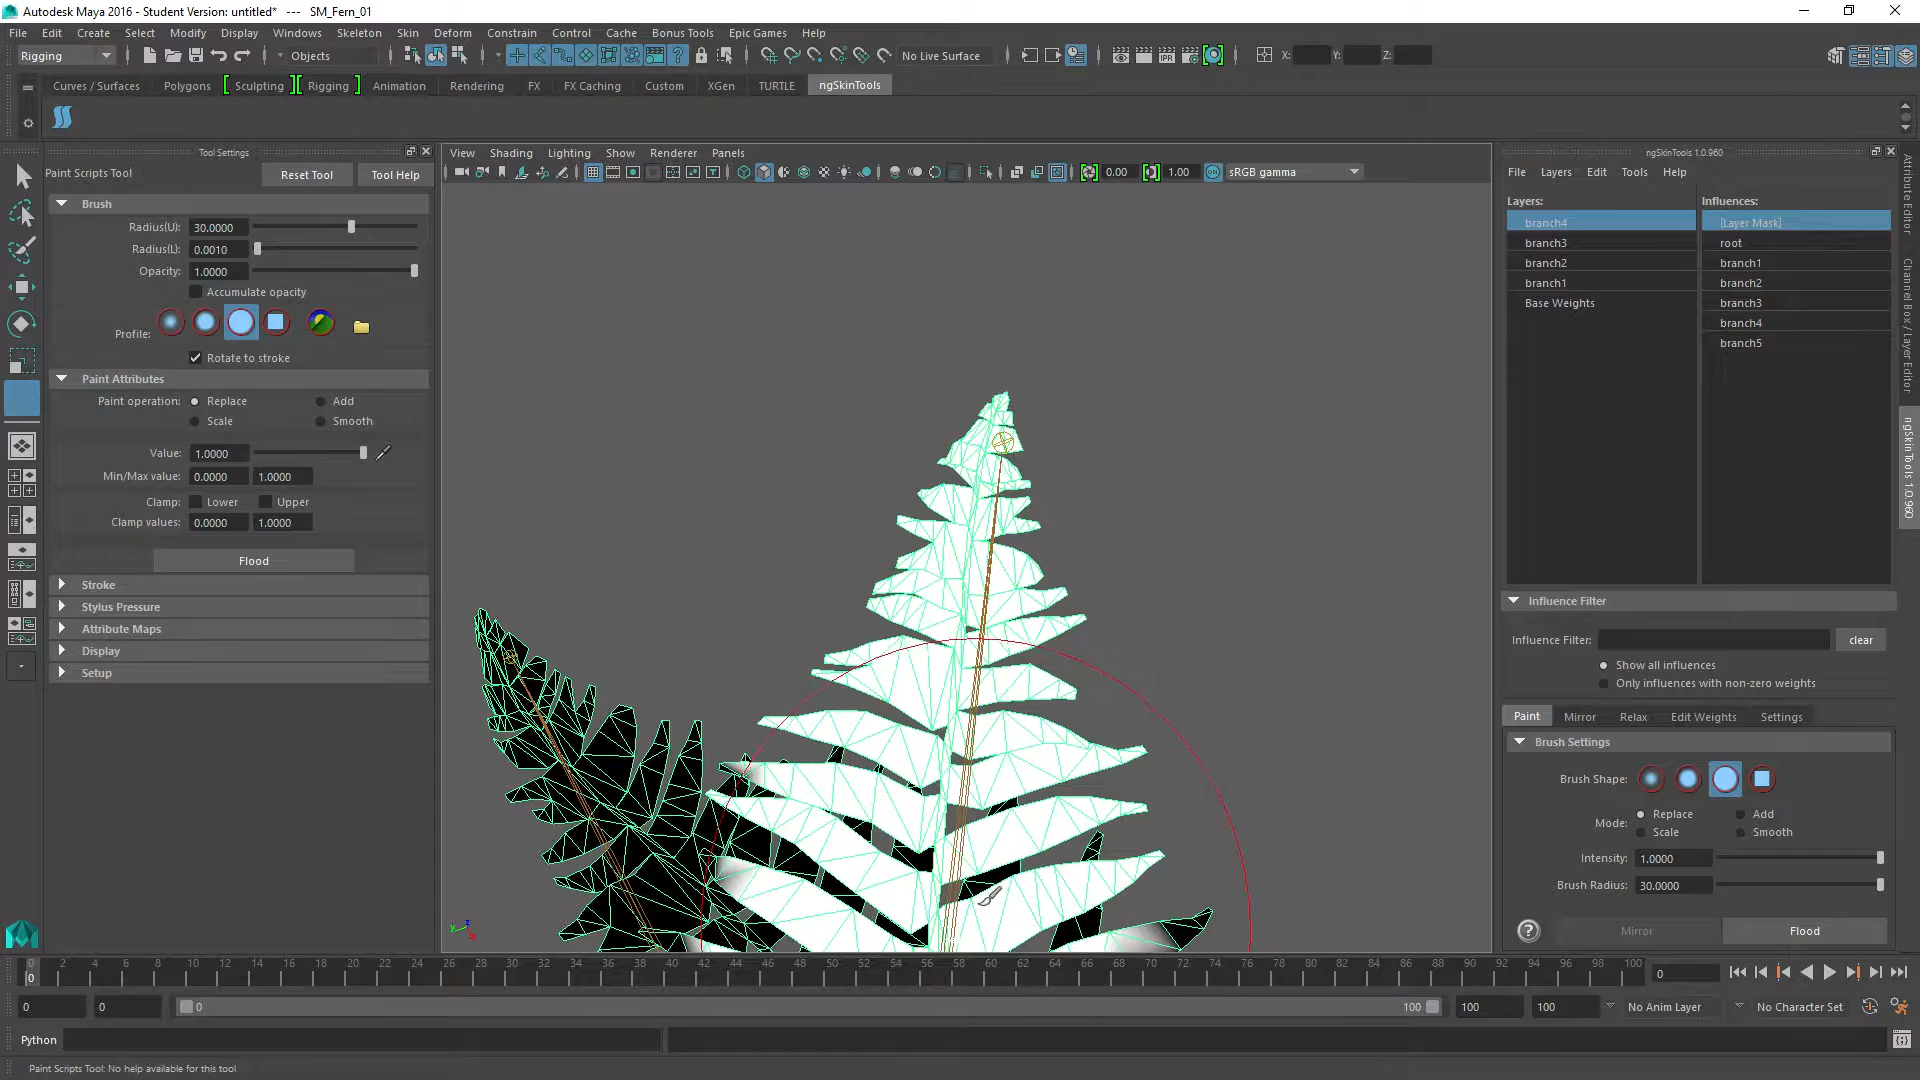 Autodesk Maya 2016 - Student Version: untitled* --- SM_Fern_01
File Edit Create Select Modify Display Windows Skeleton Skin Deform Constrain Control Cache Bonus Tools Epic Games Help
Rigging Objects No Live Surface X: Y: Z:
Curves / Surfaces Polygons Sculpting Rigging Animation Rendering FX FX Caching Custom XGen TURTLE ngSkinTools
Tool Settings
Paint Scripts Tool Reset Tool Tool Help
Brush
Radius(U): 30.0000
Radius(L): 0.0010
Opacity: 1.0000
Accumulate opacity
Profile:
Rotate to stroke
Paint Attributes
Paint operation: Replace Add
Scale Smooth
Value: 1.0000
Min/Max value: 0.0000 1.0000
Clamp: Lower Upper
Clamp values: 0.0000 1.0000
Flood
Stroke
Stylus Pressure
Attribute Maps
Display
Setup
View Shading Lighting Show Renderer Panels
IPR 0.00 1.00 ON sRGB gamma
ngSkinTools 1.0.960
File Layers Edit Tools Help
Layers: Influences:
branch4 [Layer Mask]
branch3 root
branch2 branch1
branch1 branch2
Base Weights branch3
branch4
branch5
Influence Filter
Influence Filter: clear
Show all influences
Only influences with non-zero weights
Paint Mirror Relax Edit Weights Settings
Brush Settings
Brush Shape:
Mode: Replace Add
Scale Smooth
Intensity: 1.0000
Brush Radius: 30.0000
Mirror Flood
Attribute Editor
Channel Box / Layer Editor
ngSkinTools 1.0.960
y z x
0 2 4 6 8 10 12 14 16 18 20 22 24 26 28 30 32 34 36 38 40 42 44 46 48 50 52 54 56 58 60 62 64 66 68 70 72 74 76 78 80 82 84 86 88 90 92 94 96 98 100
0 0
0 0 0 100 100 100 No Anim Layer No Character Set
Python
Paint Scripts Tool: No help available for this tool